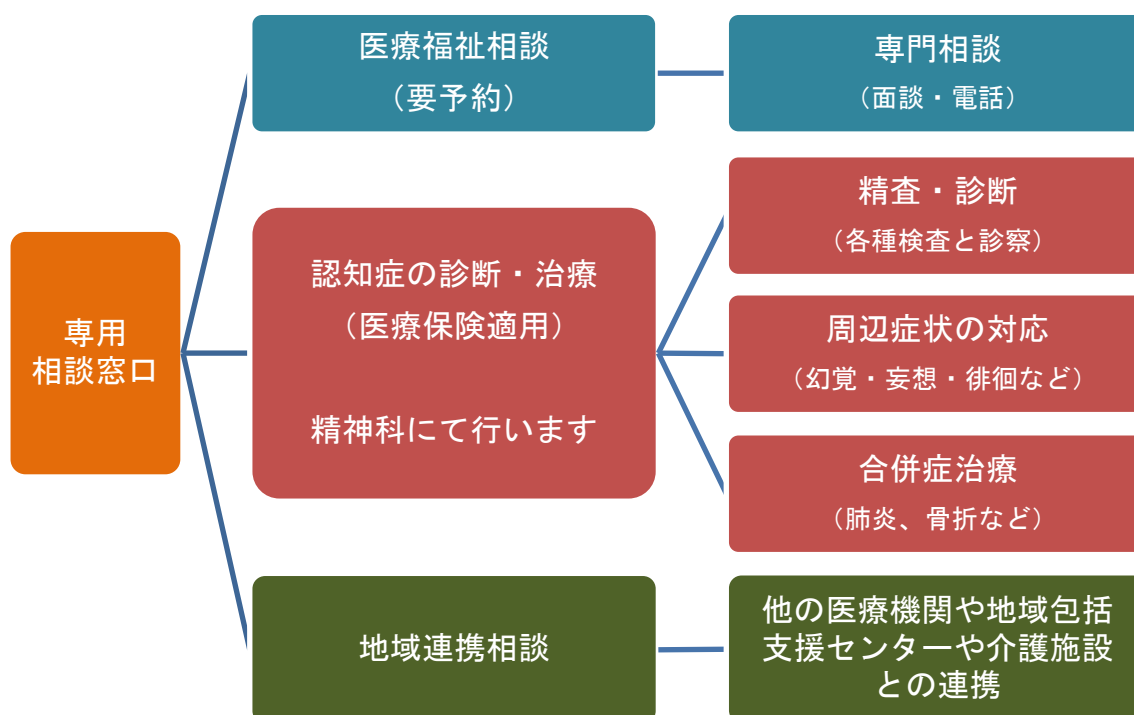 専用
相談窓口
医療福祉相談
（要予約）
専門相談
（面談・電話）
認知症の診断・治療
（医療保険適用）
精神科にて行います
精査・診断
（各種検査と診察）
周辺症状の対応
（幻覚・妄想・徘徊など）
合併症治療
（肺炎、骨折など）
地域連携相談
他の医療機関や地域包括
支援センターや介護施設
との連携